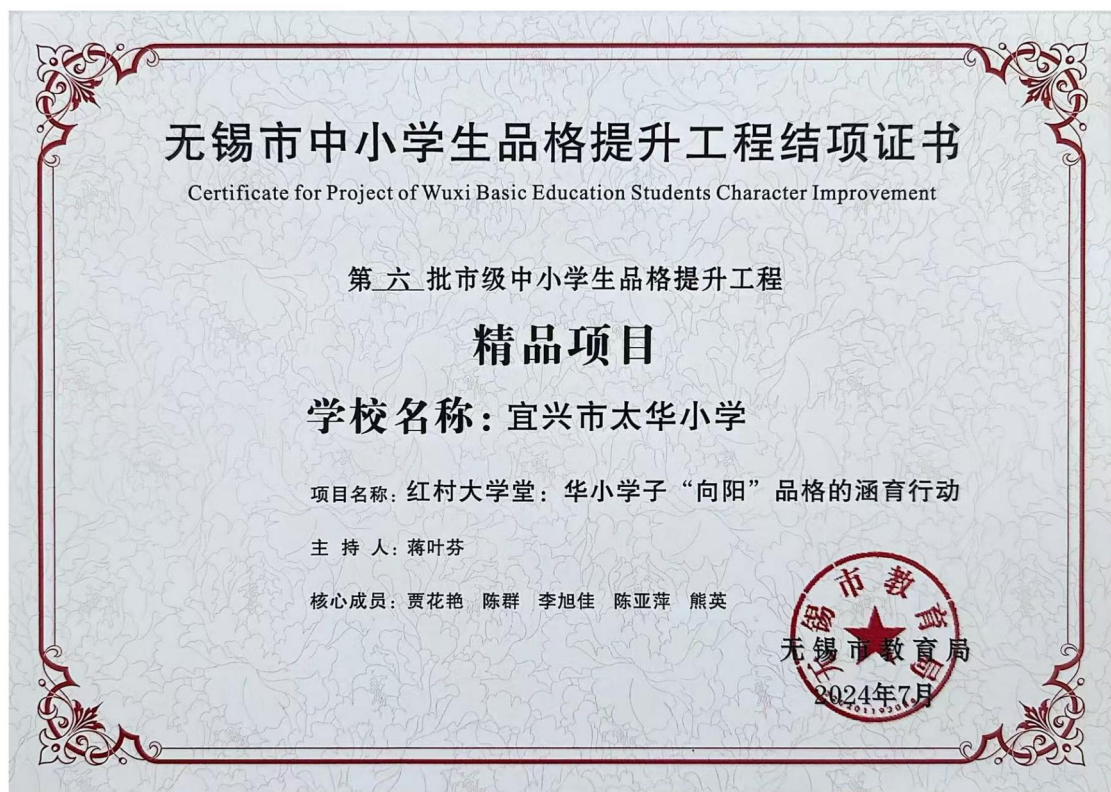 无锡市中小学生品格提升工程结项证书
Certificate for Project of Wuxi Basic Education Students Character Improvement
第 六 批市级中小学生品格提升工程
精品项目
学校名称：宜兴市太华小学
项目名称：红村大学堂：华小学子“向阳”品格的涵育行动
主 持 人：蒋叶芬
核心成员：贾花艳 陈群 李旭佳 陈亚萍 熊英
无锡市教育局
无锡市教育局
2024年7月